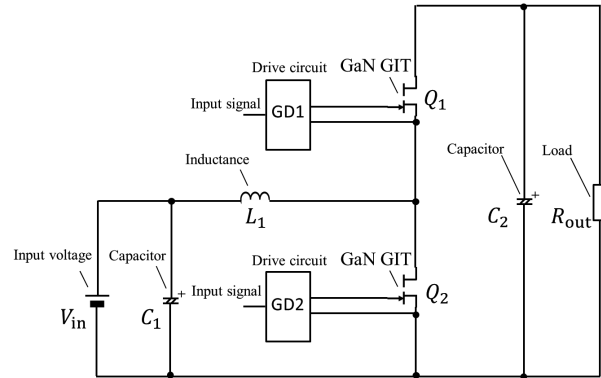 Drive circuit
GaN GIT
Input signal
GD1
Q1
Inductance
L1
Capacitor
Load
C2
+
Rout
Input voltage
Capacitor
Vin
C1
+
Drive circuit
GaN GIT
Input signal
GD2
Q2